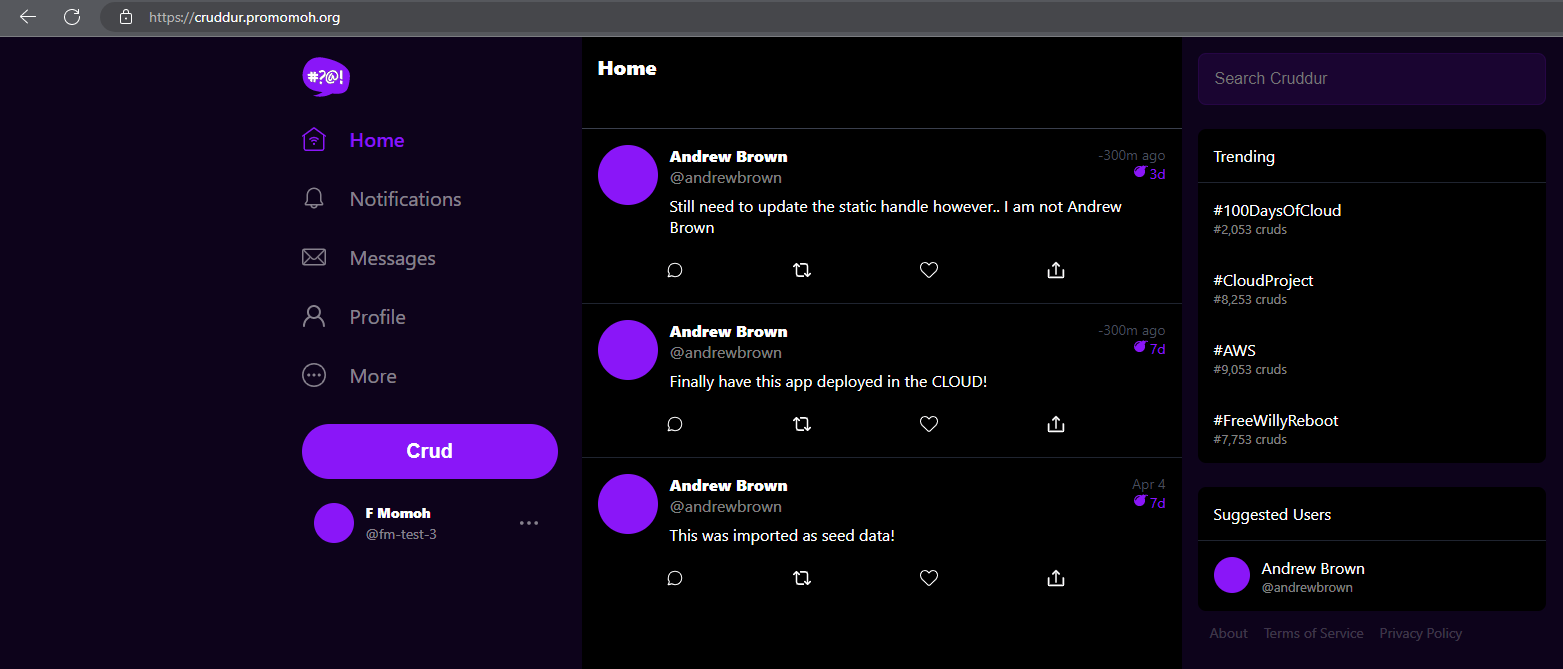 https://cruddur.promomoh.org
#?@!
Home
Notifications
Messages
Profile
More
Crud
F Momoh
@fm-test-3
Home
Andrew Brown
-300m ago
@andrewbrown
3d
Still need to update the static handle however.. I am not Andrew
Brown
Andrew Brown
-300m ago
@andrewbrown
7d
Finally have this app deployed in the CLOUD!
Andrew Brown
Apr 4
@andrewbrown
7d
This was imported as seed data!
Search Cruddur
Trending
#100DaysOfCloud
#2,053 cruds
#CloudProject
#8,253 cruds
#AWS
#9,053 cruds
#FreeWillyReboot
#7,753 cruds
Suggested Users
Andrew Brown
@andrewbrown
About Terms of Service Privacy Policy